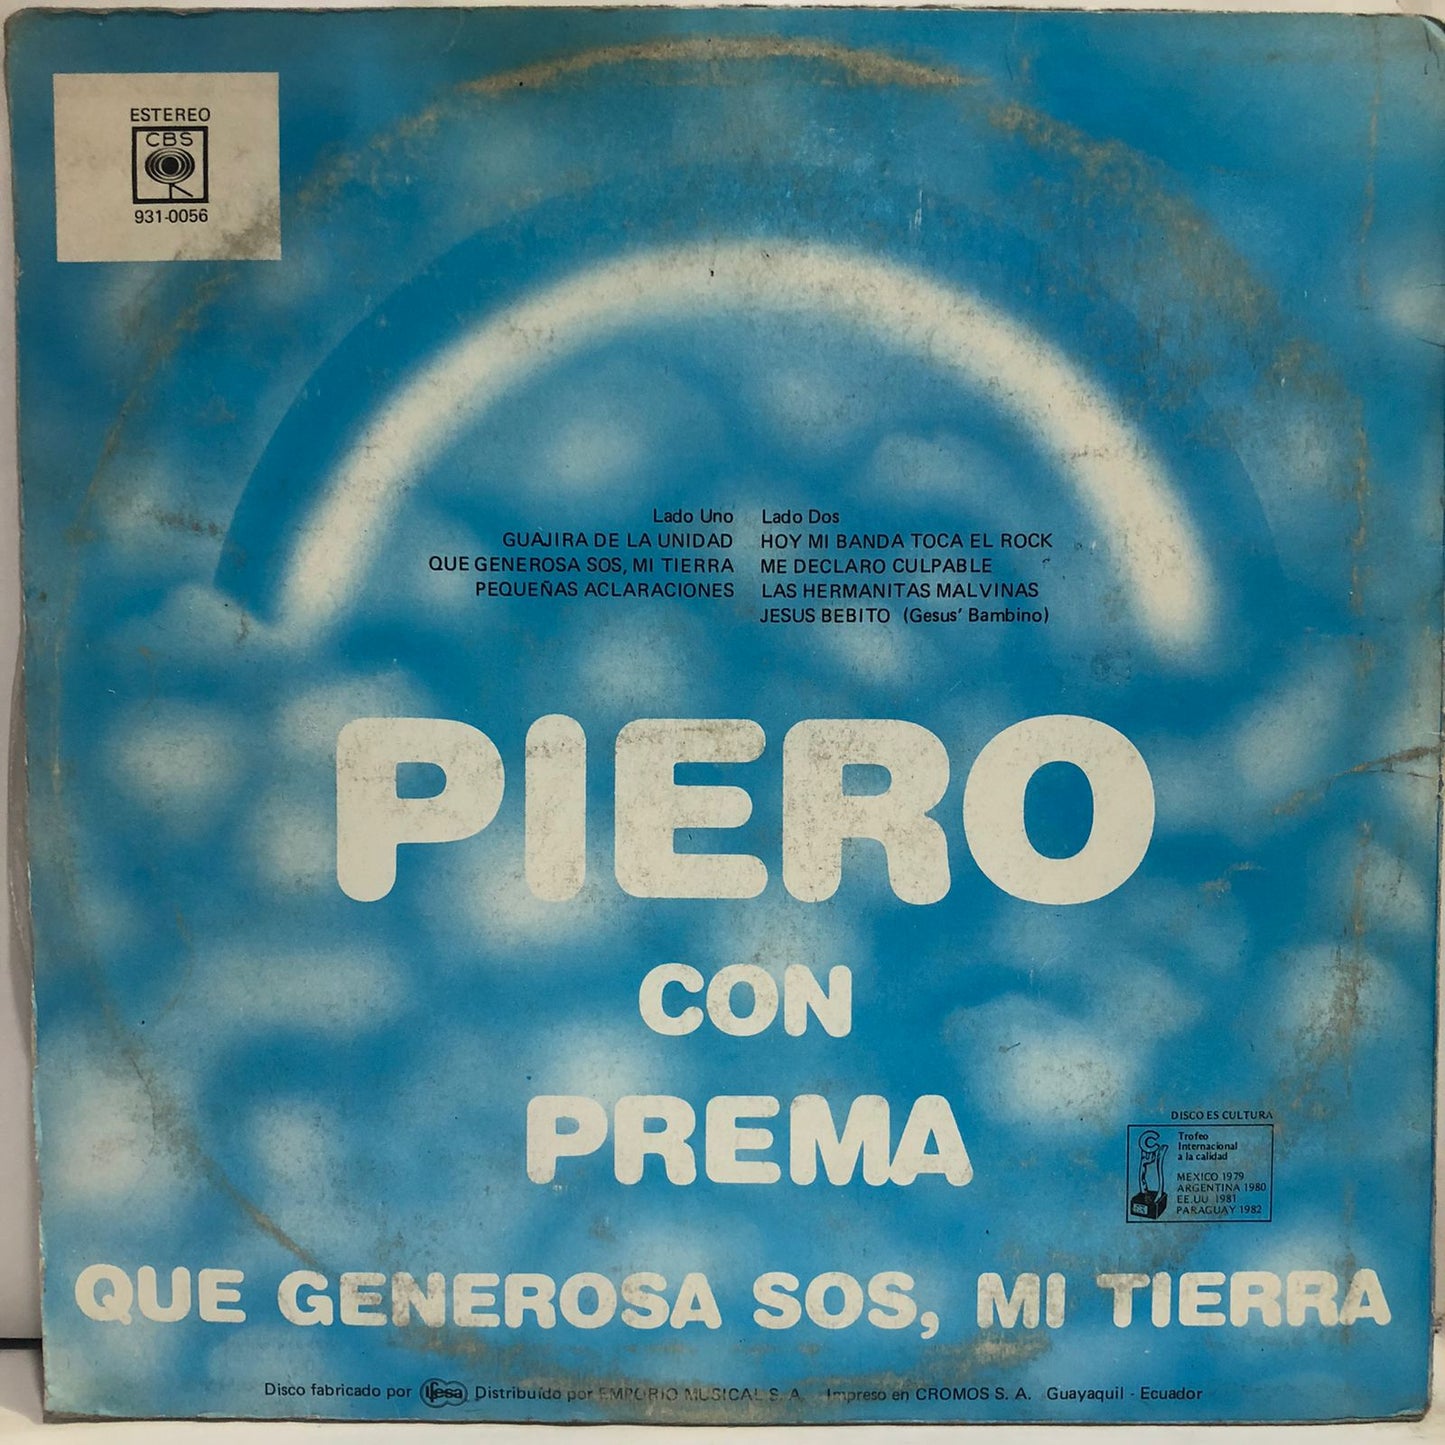 ESTEREO
CBS
931-0056
Lado Uno
GUAJIRA DE LA UNIDAD
QUE GENEROSA SOS, MI TIERRA
PEQUEÑAS ACLARACIONES
Lado Dos
HOY MI BANDA TOCA EL ROCK
ME DECLARO CULPABLE
LAS HERMANITAS MALVINAS
JESUS BEBITO (Gesus' Bambino)
PIERO
CON
PREMA
DISCO ES CULTURA
Trofeo
Internacional
a la calidad
MEXICO 1979
ARGENTINA 1980
EE.UU 1981
PARAGUAY 1982
QUE GENEROSA SOS, MI TIERRA
Disco fabricado por ifesa Distribuído por EMPORIO MUSICAL S. A. Impreso en CROMOS S. A. Guayaquil - Ecuador